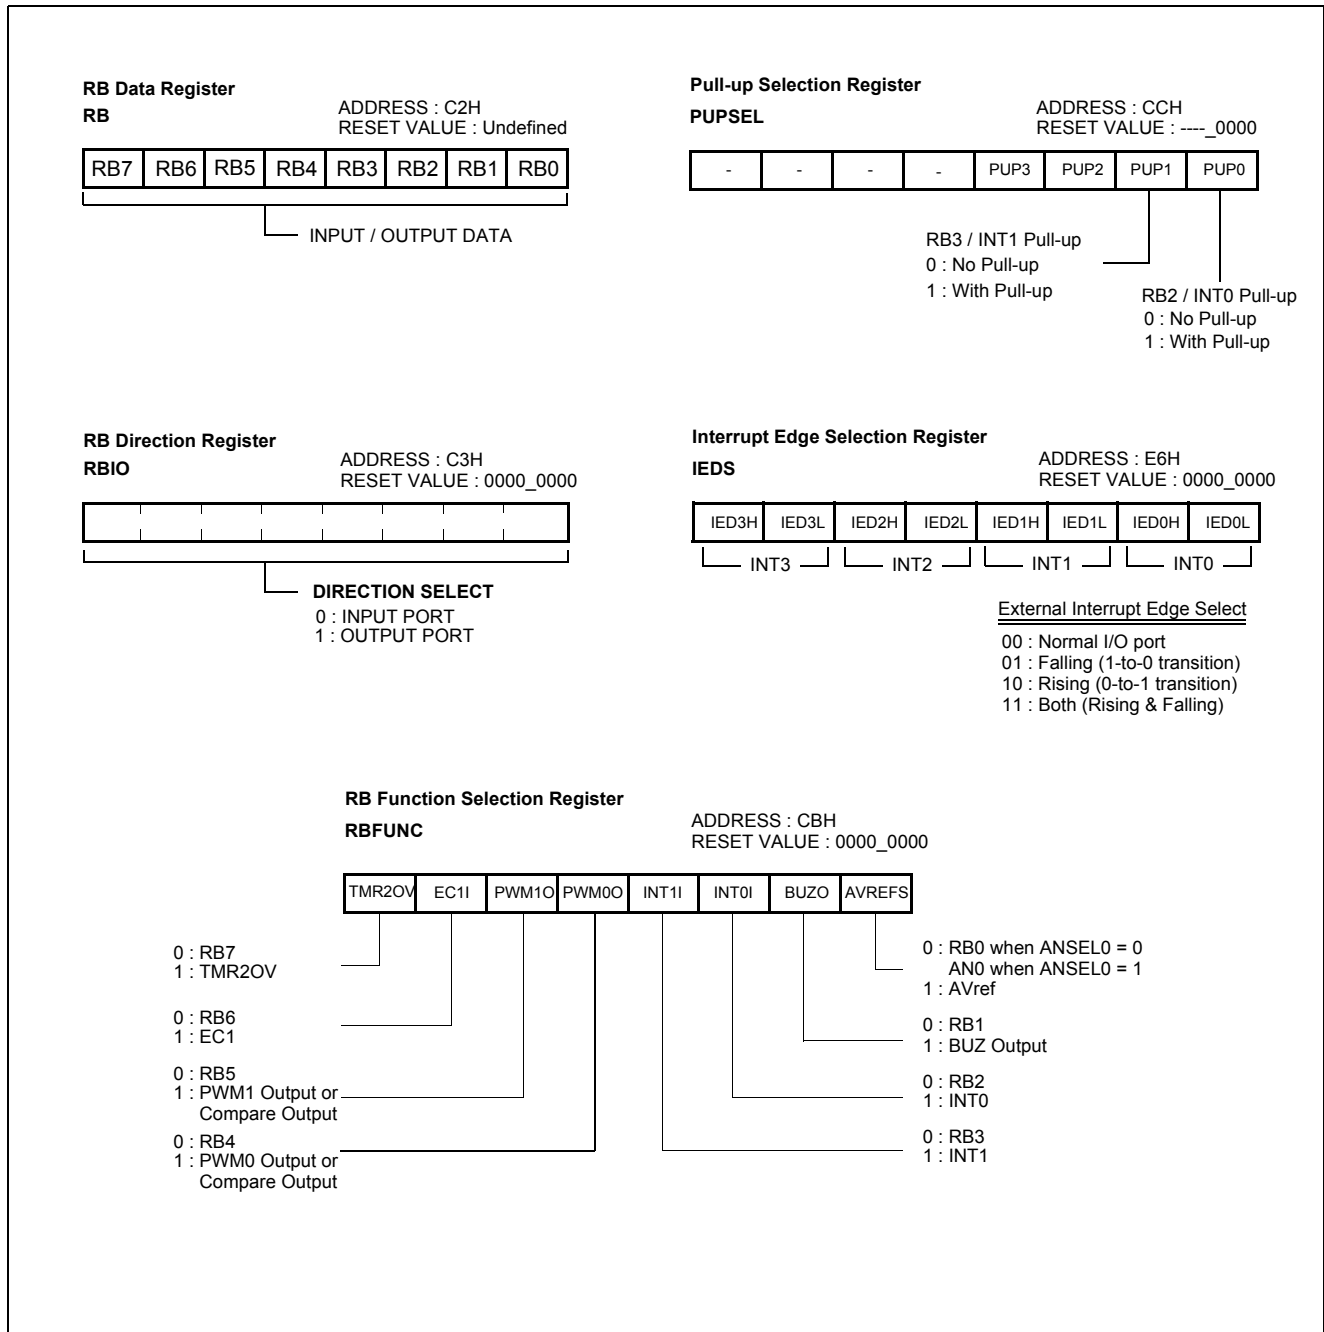 RB Data Register
RB
ADDRESS : C2H
RESET VALUE : Undefined
RB7 RB6 RB5 RB4 RB3 RB2 RB1 RB0
INPUT / OUTPUT DATA
Pull-up Selection Register
PUPSEL
ADDRESS : CCH
RESET VALUE : ----_0000
- - - - PUP3 PUP2 PUP1 PUP0
RB3 / INT1 Pull-up
0 : No Pull-up
1 : With Pull-up
RB2 / INT0 Pull-up
0 : No Pull-up
1 : With Pull-up
RB Direction Register
RBIO
ADDRESS : C3H
RESET VALUE : 0000_0000
DIRECTION SELECT
0 : INPUT PORT
1 : OUTPUT PORT
Interrupt Edge Selection Register
IEDS
ADDRESS : E6H
RESET VALUE : 0000_0000
IED3H IED3L IED2H IED2L IED1H IED1L IED0H IED0L
INT3 INT2 INT1 INT0
External Interrupt Edge Select
00 : Normal I/O port
01 : Falling (1-to-0 transition)
10 : Rising (0-to-1 transition)
11 : Both (Rising & Falling)
RB Function Selection Register
RBFUNC
ADDRESS : CBH
RESET VALUE : 0000_0000
TMR2OV EC1I PWM1O PWM0O INT1I INT0I BUZO AVREFS
0 : RB7
1 : TMR2OV
0 : RB6
1 : EC1
0 : RB5
1 : PWM1 Output or
Compare Output
0 : RB4
1 : PWM0 Output or
Compare Output
0 : RB0 when ANSEL0 = 0
AN0 when ANSEL0 = 1
1 : AVref
0 : RB1
1 : BUZ Output
0 : RB2
1 : INT0
0 : RB3
1 : INT1